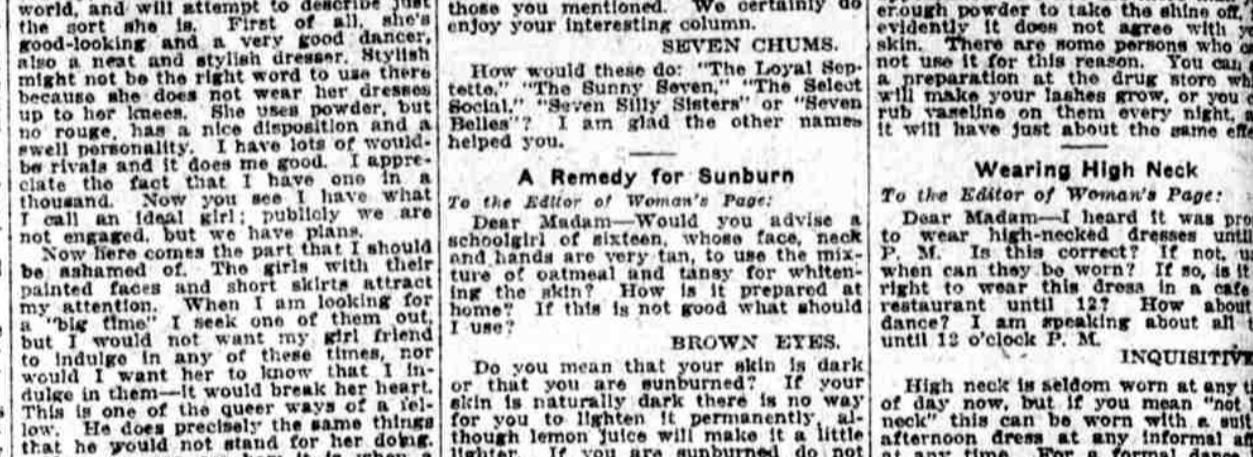 world, and will attempt to describe just
the sort she is. First of all, she's
good-looking and a very good dancer,
also a neat and stylish dresser. Stylish
might not be the right word to use there
because she does not wear her dresses
up to her knees. She uses powder, but
no rouge, has a nice disposition and a
swell personality. I have lots of would-
be rivals and it does me good. I appre-
ciate the fact that I have one in a
thousand. Now you see I have what
I call an ideal girl; publicly we are
not engaged, but we have plans.
Now here comes the part that I should
be ashamed of. The girls with their
painted faces and short skirts attract
my attention. When I am looking for
a "big time" I seek one of them out,
but I would not want my girl friend
to indulge in any of these times, nor
would I want her to know that I in-
dulge in them—it would break her heart.
This is one of the queer ways of a fel-
low. He does precisely the same things
that he would not stand for her doing.
those you mentioned. We certainly do
enjoy your interesting column.
SEVEN CHUMS.
How would these do: "The Loyal Sep-
tette," "The Sunny Seven," "The Select
Social," "Seven Silly Sisters" or "Seven
Belles"? I am glad the other names
helped you.
A Remedy for Sunburn
To the Editor of Woman's Page:
Dear Madam—Would you advise a
schoolgirl of sixteen, whose face, neck
and hands are very tan, to use the mix-
ture of oatmeal and tansy for whiten-
ing the skin? How is it prepared at
home? If this is not good what should
I use?
BROWN EYES.
Do you mean that your skin is dark
or that you are sunburned? If your
skin is naturally dark there is no way
for you to lighten it permanently, al-
though lemon juice will make it a little
lighter. If you are sunburned do not
enough powder to take the shine off,
evidently it does not agree with
skin. There are some persons who
not use it for this reason. You can
a preparation at the drug store
will make your lashes grow, or you
rub vaseline on them every night,
it will have just about the same
Wearing High Neck
To the Editor of Woman's Page:
Dear Madam—I heard it was
to wear high-necked dresses until
P. M. Is this correct? If not,
when can they be worn? If so, is it
right to wear this dress in a cafe
restaurant until 12? How about
dance? I am speaking about all
until 12 o'clock P. M.
INQUISITIV
High neck is seldom worn at any
of day now, but if you mean "not
neck" this can be worn with a suit
afternoon dress at any informal
at any time. For a formal dance